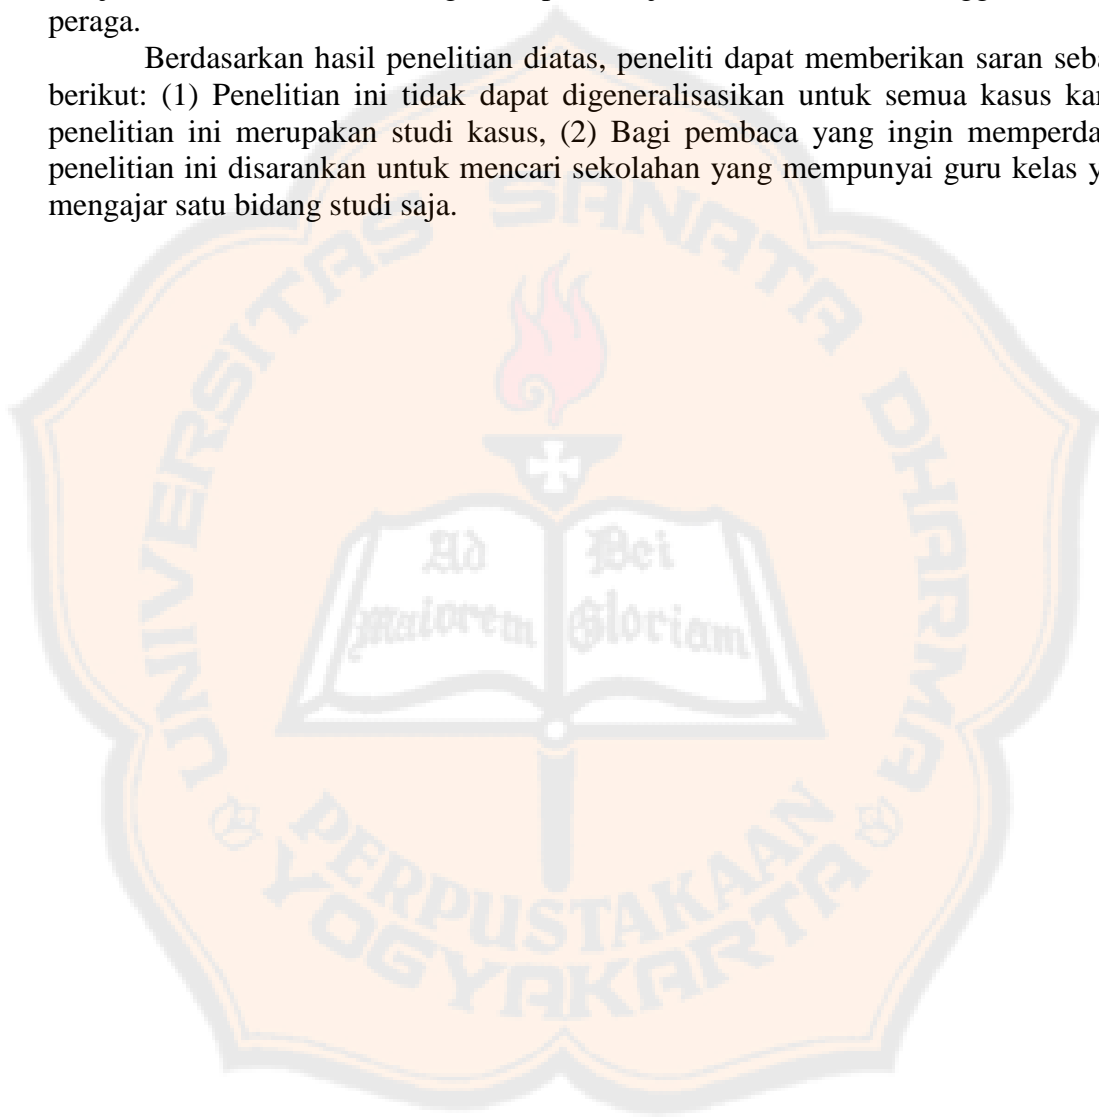 peraga.
Berdasarkan hasil penelitian diatas, peneliti dapat memberikan saran seba
berikut: (1) Penelitian ini tidak dapat digeneralisasikan untuk semua kasus kar
penelitian ini merupakan studi kasus, (2) Bagi pembaca yang ingin memperda
penelitian ini disarankan untuk mencari sekolahan yang mempunyai guru kelas y
mengajar satu bidang studi saja.
UNIVERSITAS SANATA DHARMA
Ad Dei
Maiorem Gloriam
PERPUSTAKAAN
YOGYAKARTA